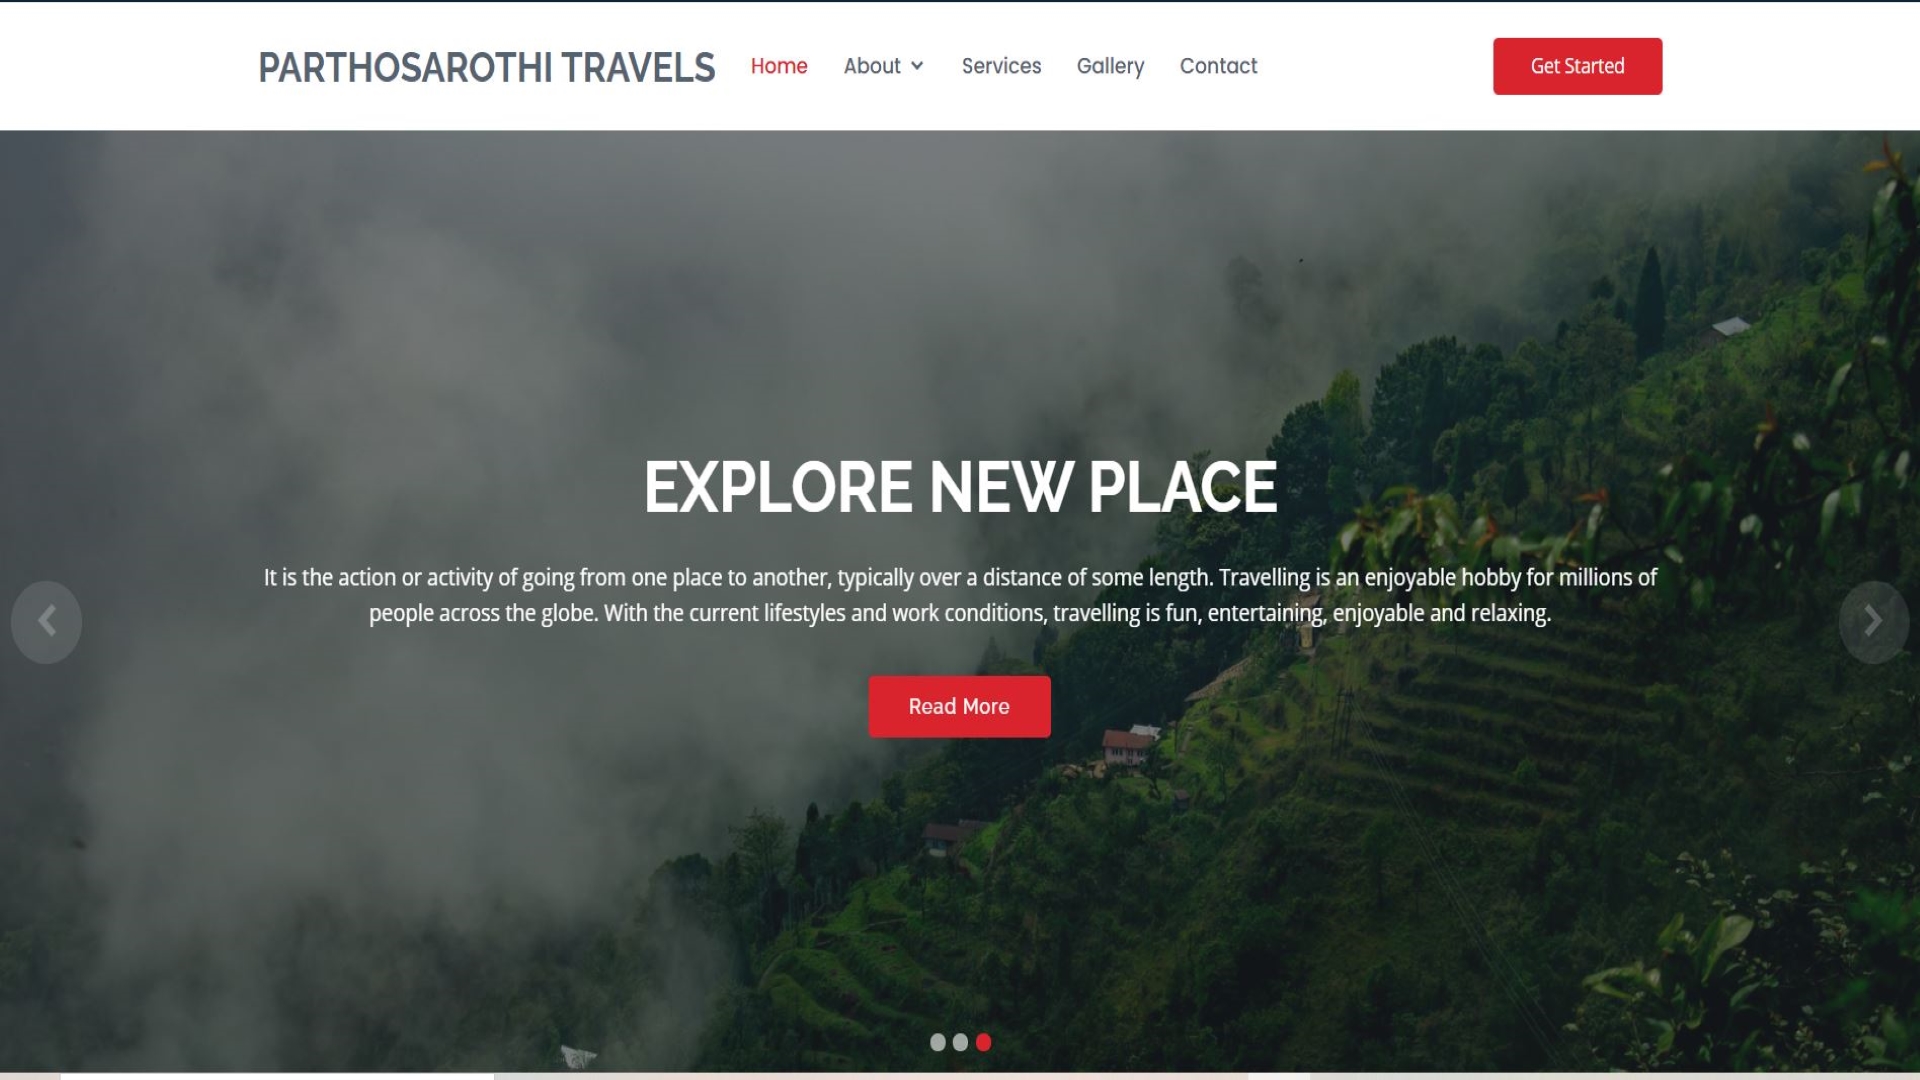 PARTHOSAROTHI TRAVELS Home About Services Gallery Contact Get Started
EXPLORE NEW PLACE
It is the action or activity of going from one place to another, typically over a distance of some length. Travelling is an enjoyable hobby for millions of
people across the globe. With the current lifestyles and work conditions, travelling is fun, entertaining, enjoyable and relaxing.
Read More